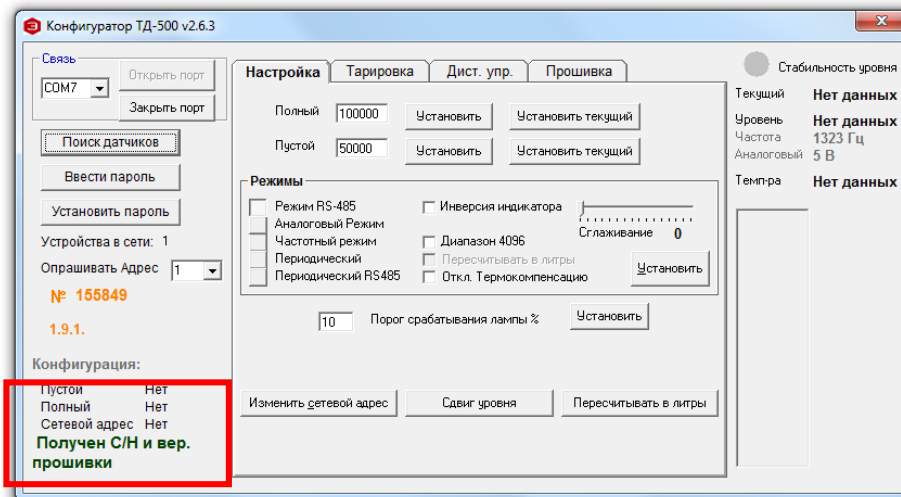 Конфигуратор ТД-500 v2.6.3
Связь
COM7
Открыть порт
Закрыть порт
Поиск датчиков
Ввести пароль
Установить пароль
Устройства в сети: 1
Опрашивать Адрес 1
№ 155849
1.9.1.
Конфигурация:
Пустой Нет
Полный Нет
Сетевой адрес Нет
Получен С/Н и вер.
прошивки
Настройка Тарировка Дист. упр. Прошивка
Полный 100000 Установить Установить текущий
Пустой 50000 Установить Установить текущий
Режимы
Режим RS-485
Аналоговый Режим
Частотный режим
Периодический
Периодический RS485
Инверсия индикатора
Диапазон 4096
Пересчитывать в литры
Откл. Термокомпенсацию
Сглаживание 0
Установить
10 Порог срабатывания лампы % Установить
Изменить сетевой адрес Сдвиг уровня Пересчитывать в литры
Стабильность уровня
Текущий Нет данных
Уровень Нет данных
Частота 1323 Гц
Аналоговый 5 В
Темп-ра Нет данных